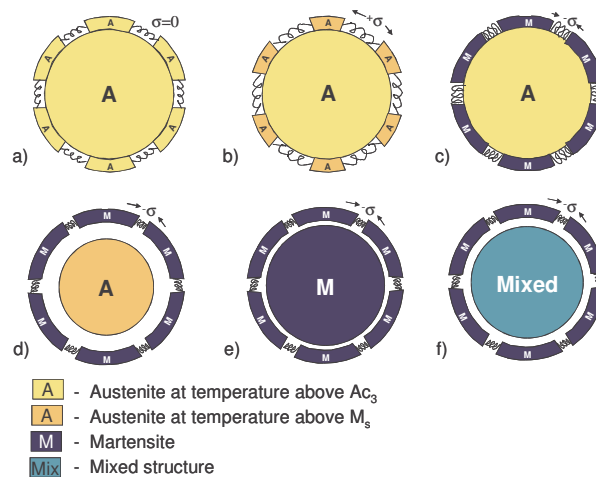 A σ=0
A A
A
A A
A
a)
A +σ
A A
A
A A
A
b)
M -σ
M M
A
M M
M
c)
M -σ
M M
A
M M
M
d)
M -σ
M M
M
M M
M
e)
M -σ
M M
Mixed
M M
M
f)
A - Austenite at temperature above Ac₃
A - Austenite at temperature above Mₛ
M - Martensite
Mix - Mixed structure